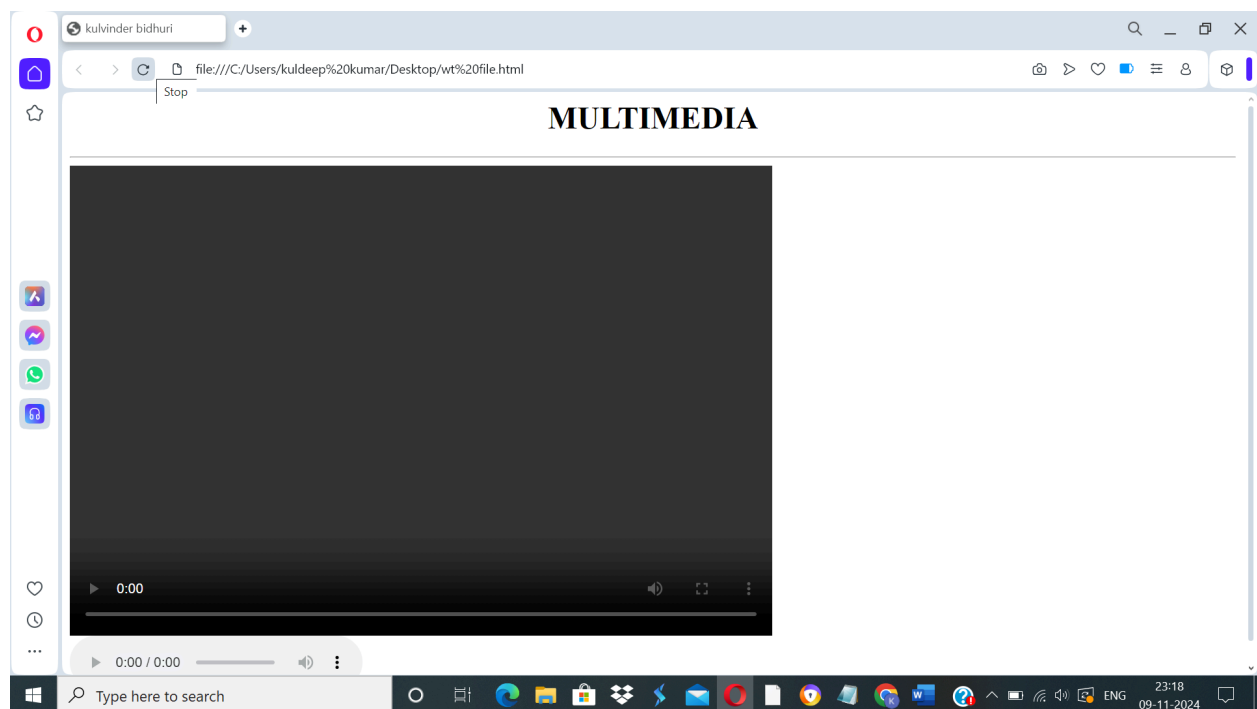 kulvinder bidhuri
file:///C:/Users/kuldeep%20kumar/Desktop/wt%20file.html
Stop
MULTIMEDIA
0:00
0:00 / 0:00
Type here to search
ENG
23:18
09-11-2024